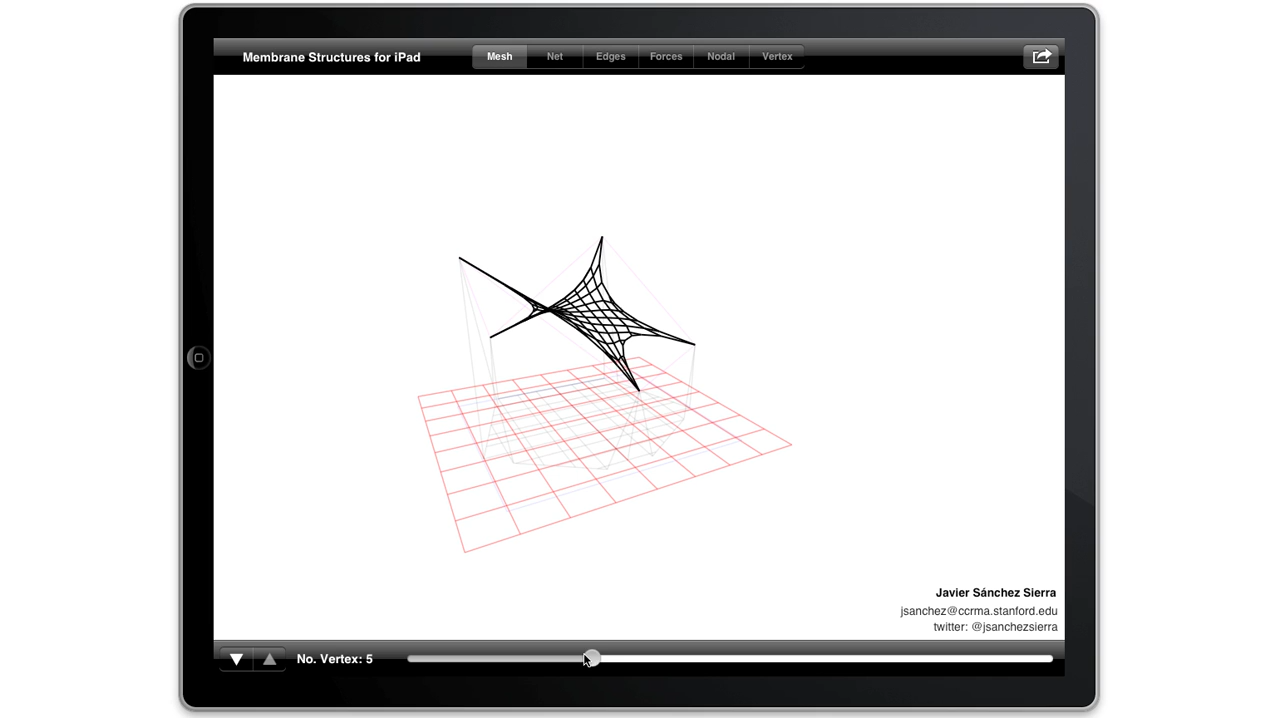 Membrane Structures for iPad
Mesh Net Edges Forces Nodal Vertex
Javier Sánchez Sierra
jsanchez@ccrma.stanford.edu
twitter: @jsanchezsierra
No. Vertex: 5